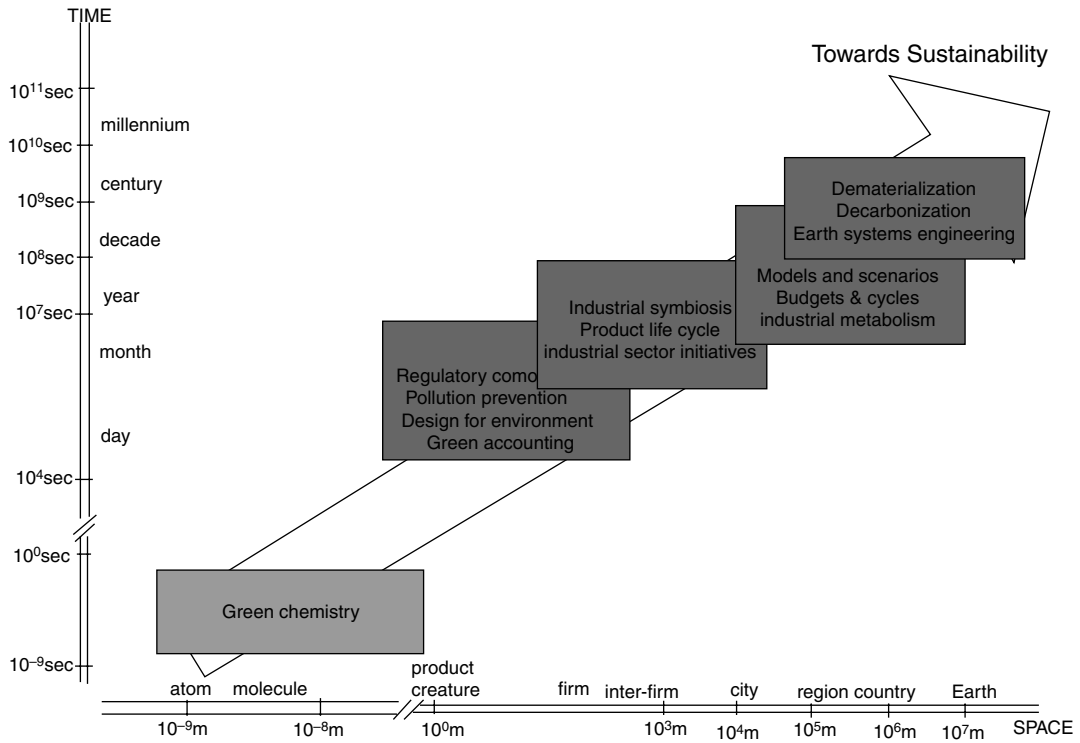 TIME
Towards Sustainability
10¹¹sec
millennium
10¹⁰sec
century
10⁹sec
decade
10⁸sec
year
10⁷sec
month
day
10⁴sec
10⁰sec
10⁻⁹sec
Dematerialization
Decarbonization
Earth systems engineering
Models and scenarios
Budgets & cycles
industrial metabolism
Industrial symbiosis
Product life cycle
industrial sector initiatives
Regulatory
Pollution prevention
Design for environment
Green accounting
Green chemistry
atom molecule product creature firm inter-firm city region country Earth
10⁻⁹m 10⁻⁸m 10⁰m 10³m 10⁴m 10⁵m 10⁶m 10⁷m SPACE